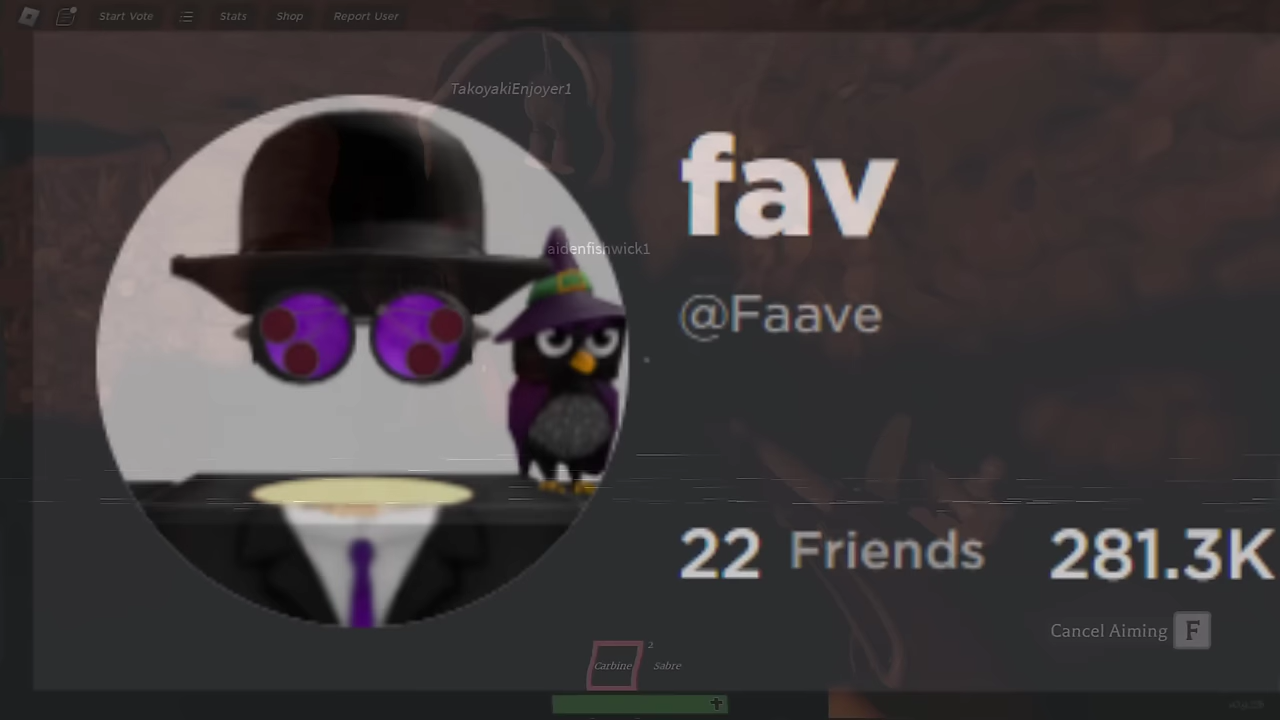 Start Vote
Stats
Shop
Report User
TakoyakiEnjoyer1
fav
aidenfishwick1
@Faave
22 Friends 281.3K
Cancel Aiming F
2
Carbine
Sabre